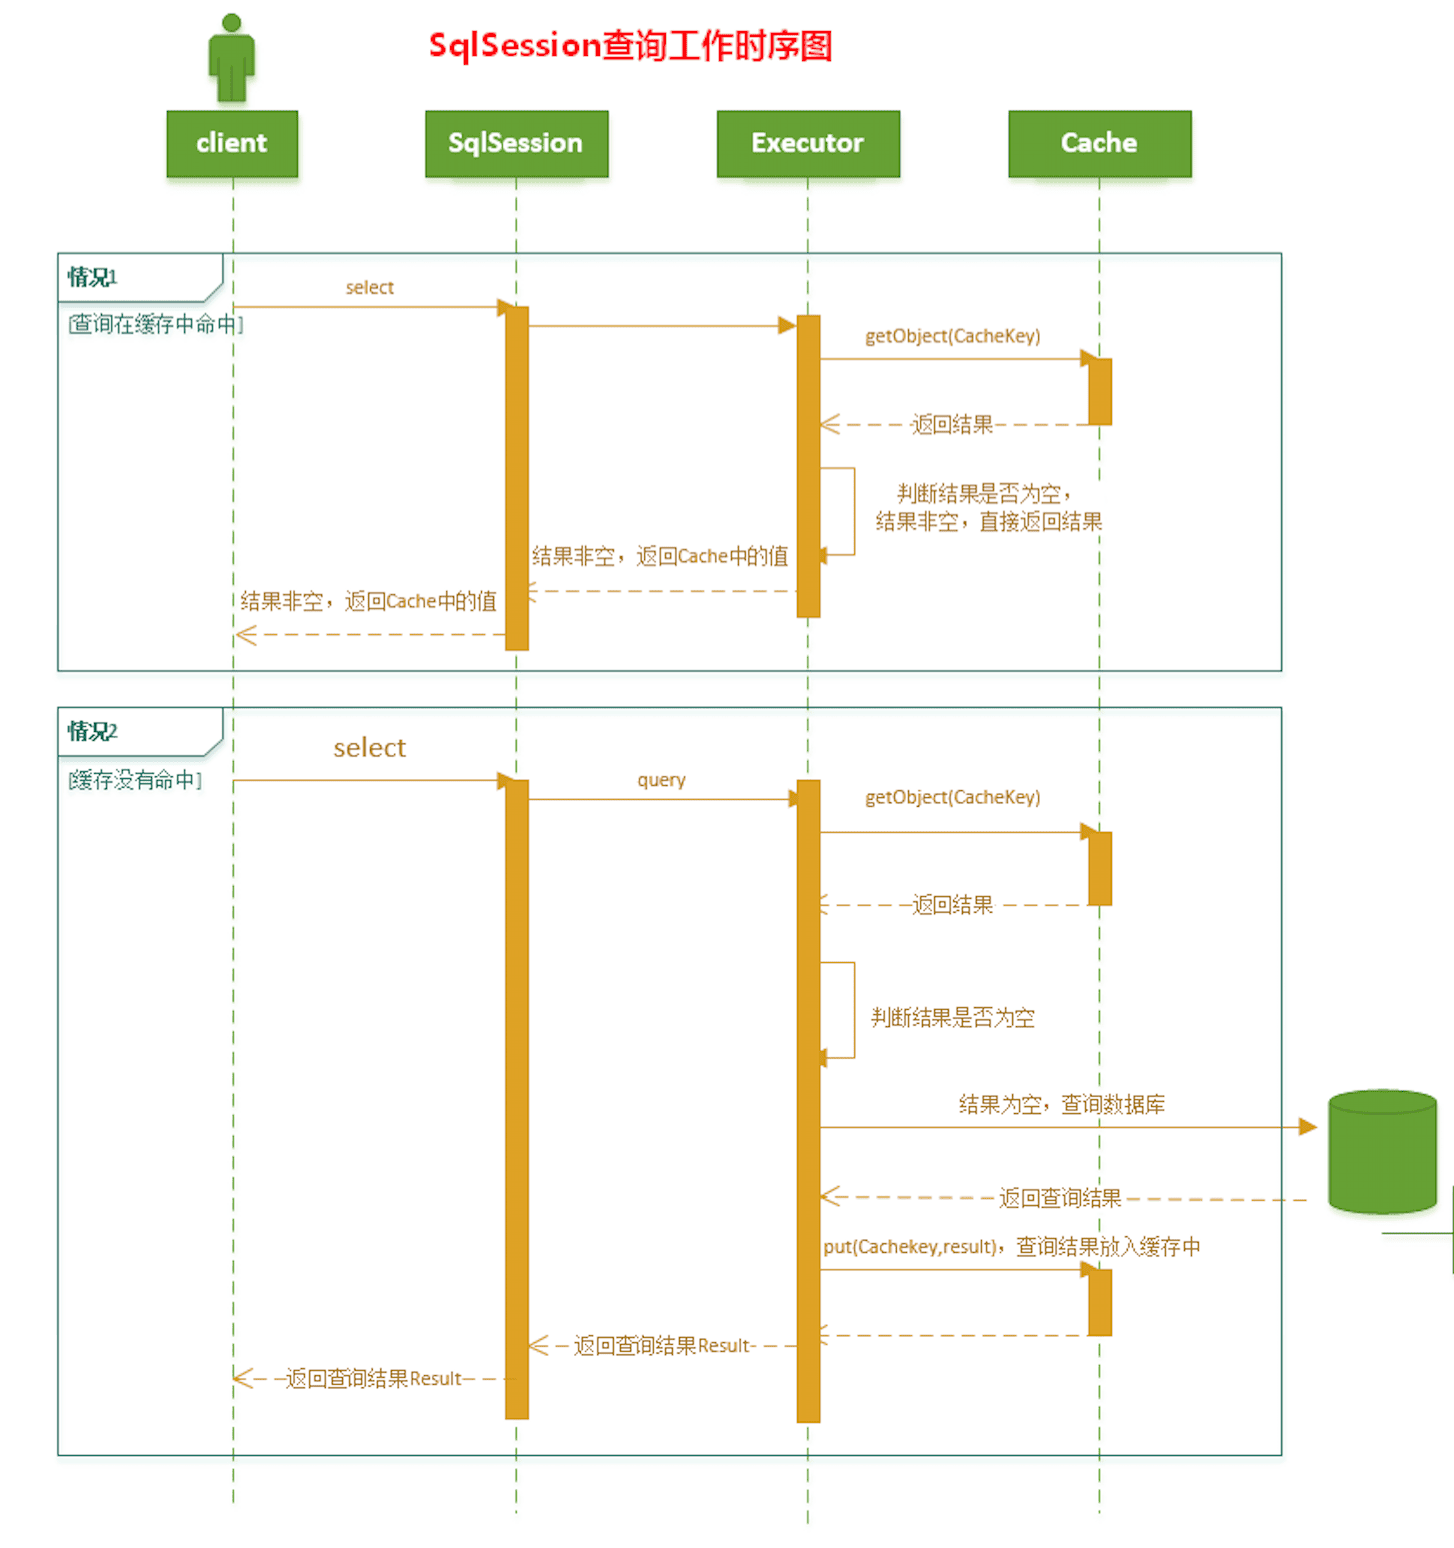 SqlSession查询工作时序图
client
SqlSession
Executor
Cache
情况1
[查询在缓存中命中]
select
getObject(CacheKey)
返回结果
判断结果是否为空，
结果非空，直接返回结果
结果非空，返回Cache中的值
结果非空，返回Cache中的值
情况2
[缓存没有命中]
select
query
getObject(CacheKey)
返回结果
判断结果是否为空
结果为空，查询数据库
返回查询结果
put(Cachekey,result)，查询结果放入缓存中
返回查询结果Result
返回查询结果Result